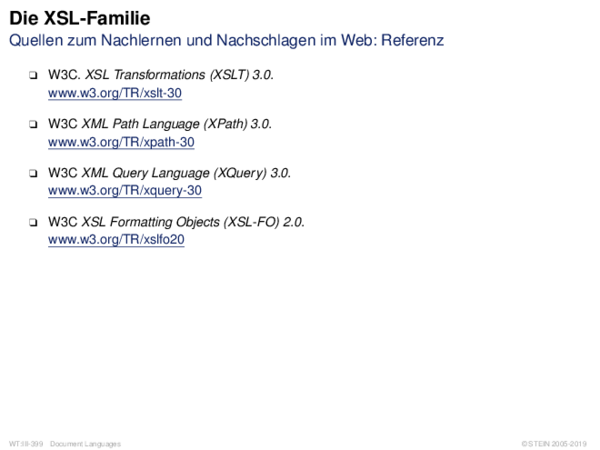 Die XSL-Familie
Quellen zum Nachlernen und Nachschlagen im Web: Referenz
❑ W3C. XSL Transformations (XSLT) 3.0.
www.w3.org/TR/xslt-30
❑ W3C XML Path Language (XPath) 3.0.
www.w3.org/TR/xpath-30
❑ W3C XML Query Language (XQuery) 3.0.
www.w3.org/TR/xquery-30
❑ W3C XSL Formatting Objects (XSL-FO) 2.0.
www.w3.org/TR/xslfo20
WT:III-399 Document Languages © STEIN 2005-2019